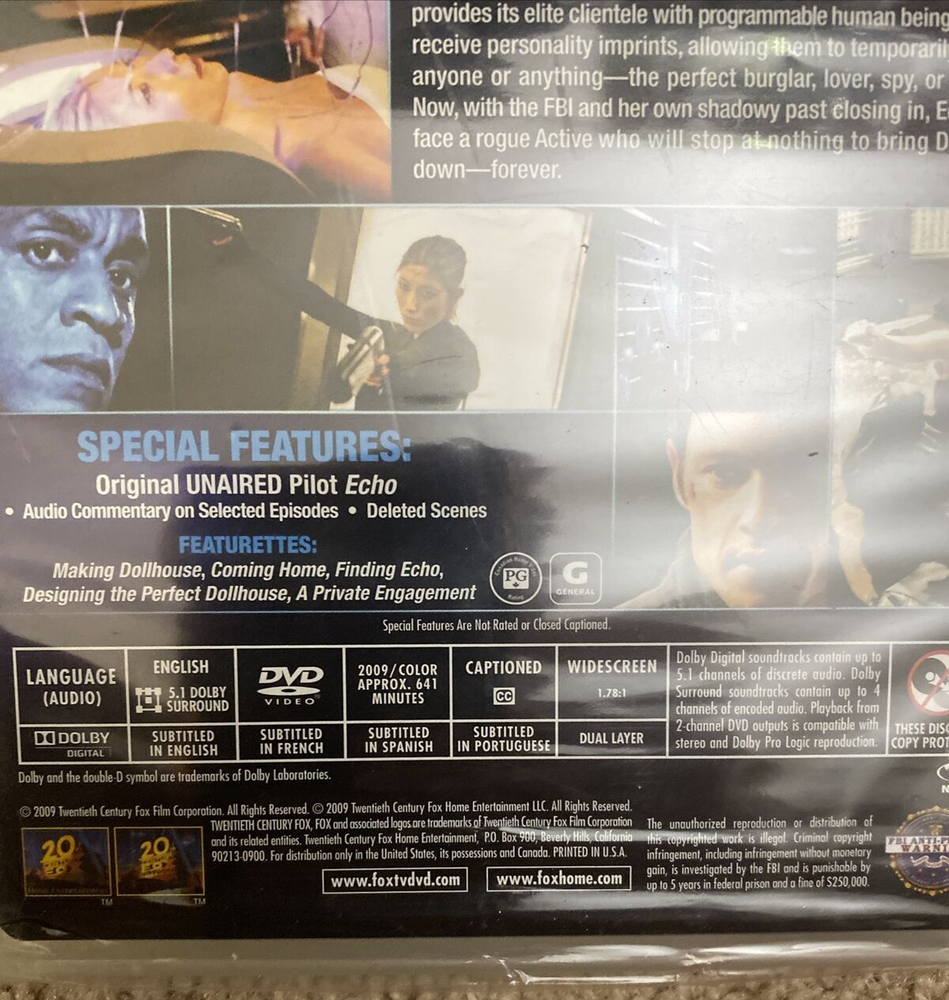 provides its elite clientele with programmable human being
receive personality imprints, allowing them to temporari
anyone or anything—the perfect burglar, lover, spy, or
Now, with the FBI and her own shadowy past closing in, E
face a rogue Active who will stop at nothing to bring D
down—forever.
SPECIAL FEATURES:
Original UNAIRED Pilot Echo
• Audio Commentary on Selected Episodes • Deleted Scenes
FEATURETTES:
Making Dollhouse, Coming Home, Finding Echo,
Designing the Perfect Dollhouse, A Private Engagement
PG
G
GENERAL
Special Features Are Not Rated or Closed Captioned.
LANGUAGE
(AUDIO)
ENGLISH
5.1 DOLBY
SURROUND
DVD
VIDEO
2009/COLOR
APPROX. 641
MINUTES
CAPTIONED
CC
WIDESCREEN
1.78:1
DOLBY
DIGITAL
SUBTITLED
IN ENGLISH
SUBTITLED
IN FRENCH
SUBTITLED
IN SPANISH
SUBTITLED
IN PORTUGUESE
DUAL LAYER
Dolby Digital soundtracks contain up to
5.1 channels of discrete audio. Dolby
Surround soundtracks contain up to 4
channels of encoded audio. Playback from
2-channel DVD outputs is compatible with
stereo and Dolby Pro Logic reproduction.
THESE DISC
COPY PROT
Dolby and the double-D symbol are trademarks of Dolby Laboratories.
© 2009 Twentieth Century Fox Film Corporation. All Rights Reserved. © 2009 Twentieth Century Fox Home Entertainment LLC. All Rights Reserved.
TWENTIETH CENTURY FOX, FOX and associated logos are trademarks of Twentieth Century Fox Film Corporation
and its related entities. Twentieth Century Fox Home Entertainment, P.O. Box 900, Beverly Hills, California
90213-0900. For distribution only in the United States, its possessions and Canada. PRINTED IN U.S.A.
20
TM
20
TM
www.foxtvdvd.com
www.foxhome.com
The unauthorized reproduction or distribution of
this copyrighted work is illegal. Criminal copyright
infringement, including infringement without monetary
gain, is investigated by the FBI and is punishable by
up to 5 years in federal prison and a fine of $250,000.
FBI ANTI-P
WARNI